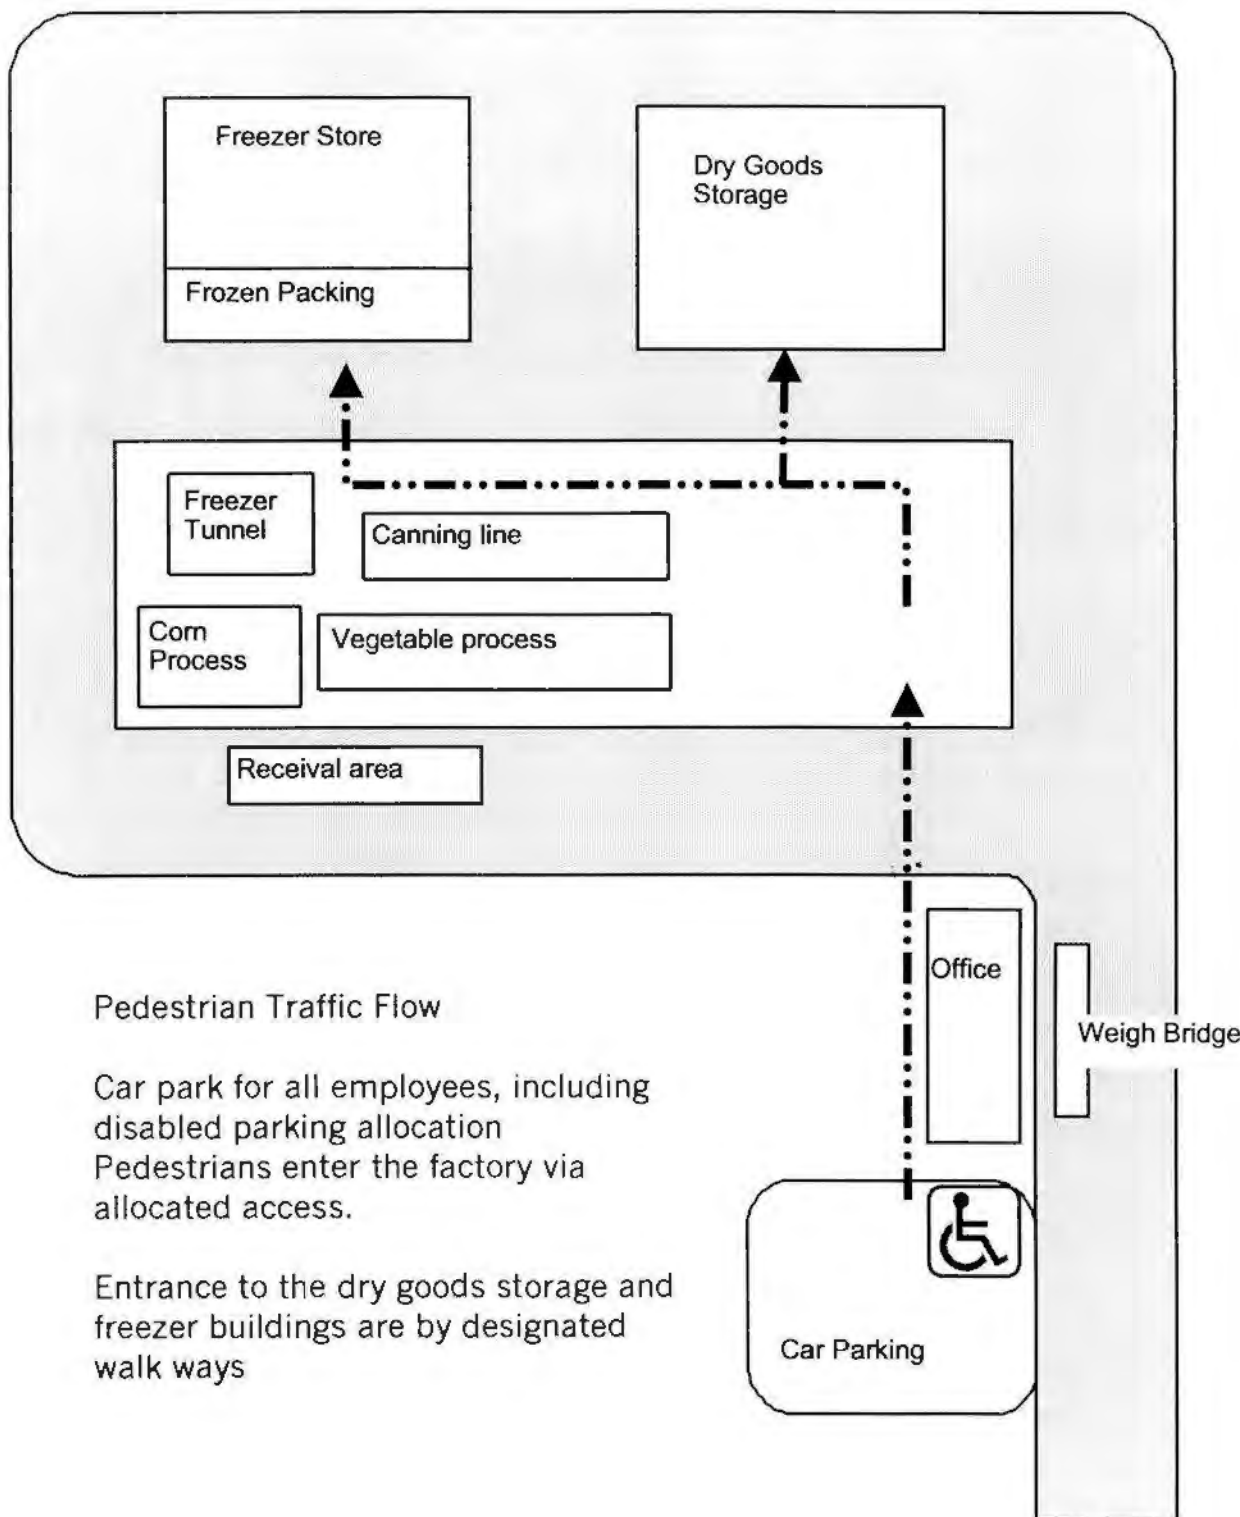 Freezer Store
Dry Goods
Storage
Frozen Packing
Freezer
Tunnel
Canning line
Corn
Process
Vegetable process
Receival area
Office
Weigh Bridge
Pedestrian Traffic Flow
Car park for all employees, including
disabled parking allocation
Pedestrians enter the factory via
allocated access.
Entrance to the dry goods storage and
freezer buildings are by designated
walk ways
Car Parking